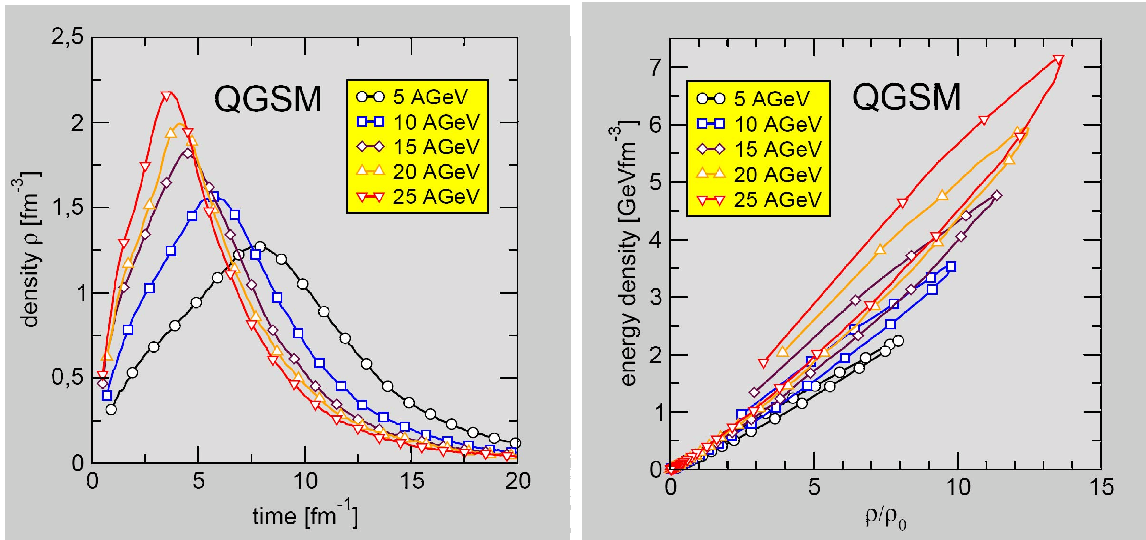 2,5
2
1,5
1
0,5
0
0 5 10 15 20
density ρ [fm⁻³]
time [fm⁻¹]
QGSM
5 AGeV
10 AGeV
15 AGeV
20 AGeV
25 AGeV
7
6
5
4
3
2
1
0
0 5 10 15
energy density [GeVfm⁻³]
ρ/ρ₀
QGSM
5 AGeV
10 AGeV
15 AGeV
20 AGeV
25 AGeV